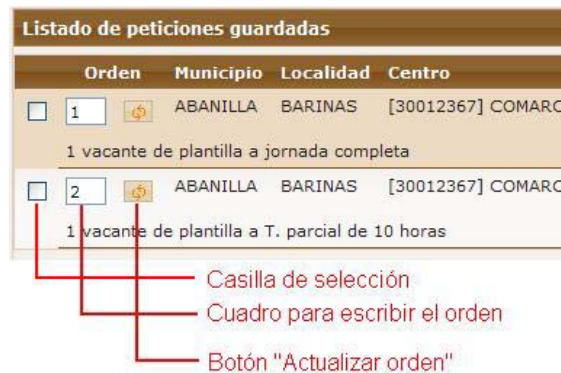 Listado de peticiones guardadas
Orden Municipio Localidad Centro
1 ABANILLA BARINAS [30012367] COMARC
1 vacante de plantilla a jornada completa
2 ABANILLA BARINAS [30012367] COMARC
1 vacante de plantilla a T. parcial de 10 horas
Casilla de selección
Cuadro para escribir el orden
Botón "Actualizar orden"